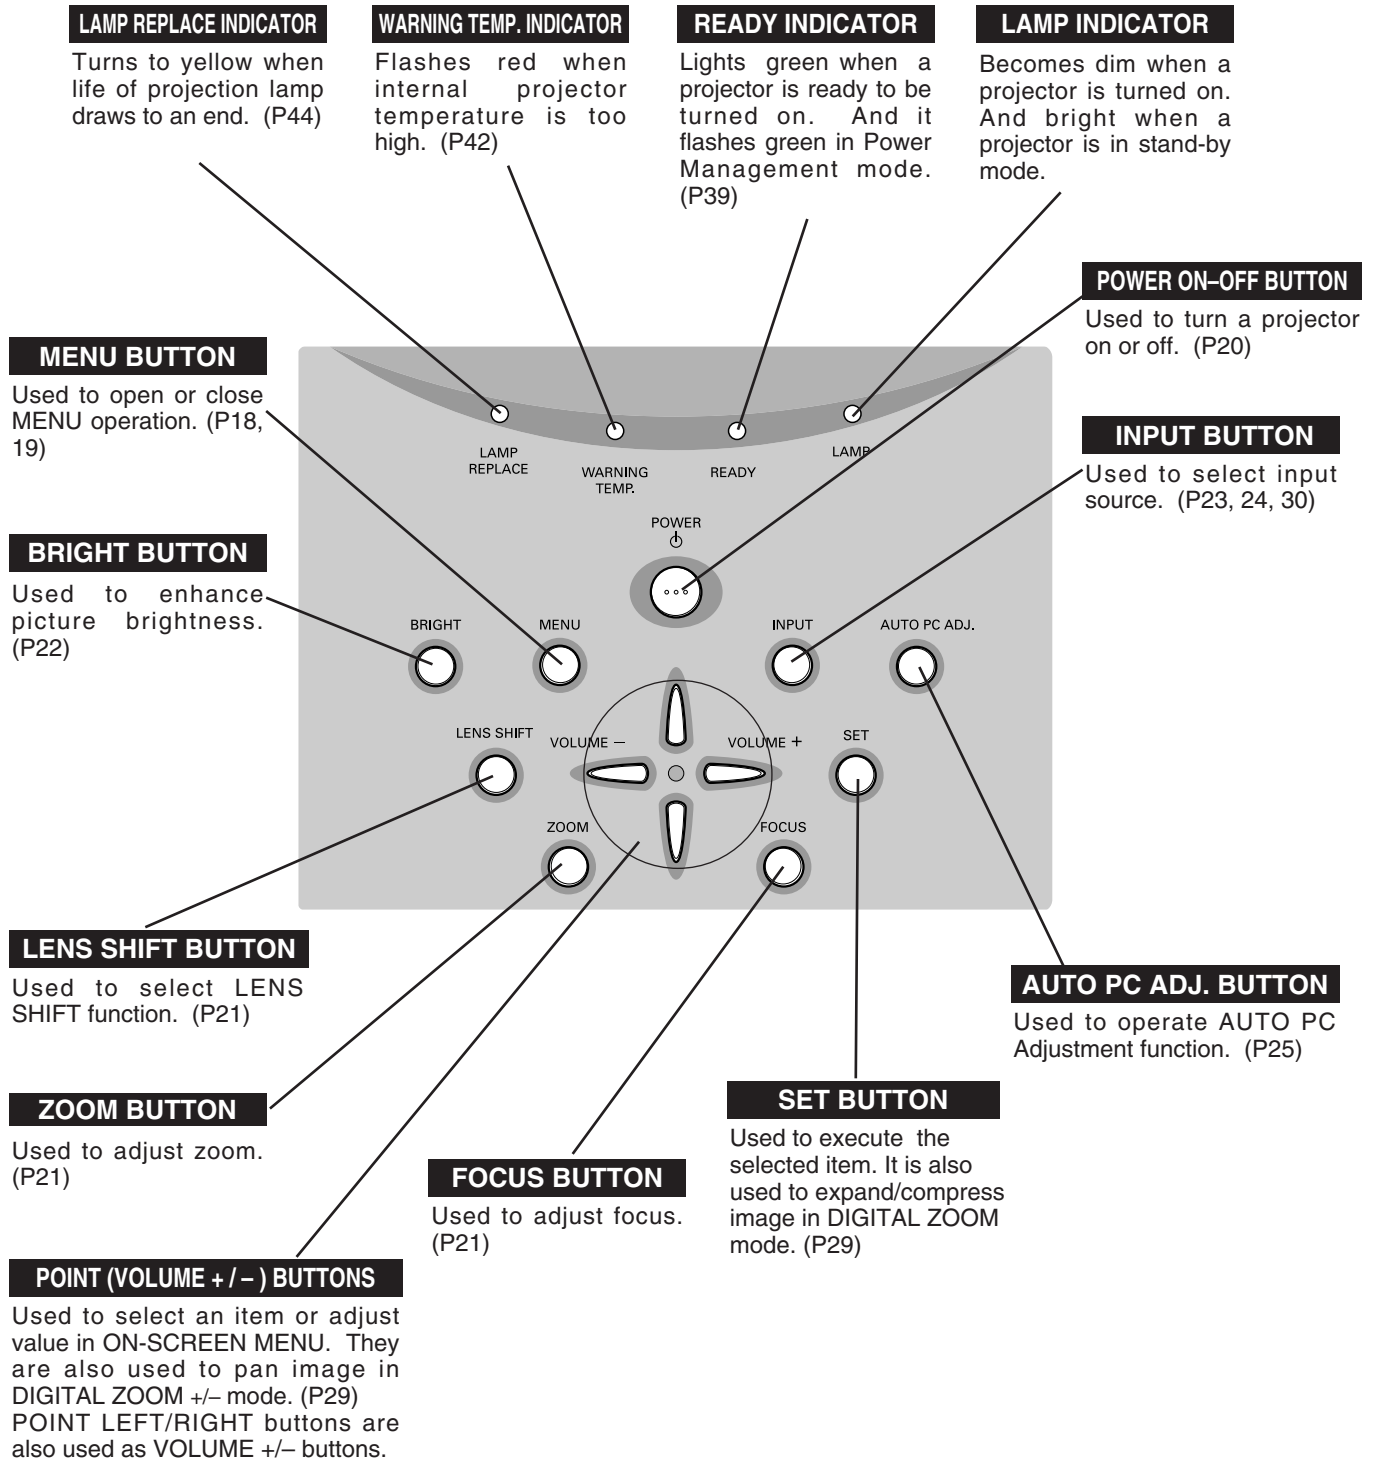 LAMP REPLACE INDICATOR
Turns to yellow when
life of projection lamp
draws to an end. (P44)
WARNING TEMP. INDICATOR
Flashes red when
internal projector
temperature is too
high. (P42)
READY INDICATOR
Lights green when a
projector is ready to be
turned on. And it
flashes green in Power
Management mode.
(P39)
LAMP INDICATOR
Becomes dim when a
projector is turned on.
And bright when a
projector is in stand-by
mode.
POWER ON–OFF BUTTON
Used to turn a projector
on or off. (P20)
MENU BUTTON
Used to open or close
MENU operation. (P18,
19)
INPUT BUTTON
Used to select input
source. (P23, 24, 30)
BRIGHT BUTTON
Used to enhance
picture brightness.
(P22)
LAMP
REPLACE
WARNING
TEMP.
READY
LAMP
POWER
BRIGHT
MENU
INPUT
AUTO PC ADJ.
LENS SHIFT
VOLUME –
VOLUME +
SET
ZOOM
FOCUS
LENS SHIFT BUTTON
Used to select LENS
SHIFT function. (P21)
AUTO PC ADJ. BUTTON
Used to operate AUTO PC
Adjustment function. (P25)
ZOOM BUTTON
Used to adjust zoom.
(P21)
SET BUTTON
Used to execute the
selected item. It is also
used to expand/compress
image in DIGITAL ZOOM
mode. (P29)
FOCUS BUTTON
Used to adjust focus.
(P21)
POINT (VOLUME + / – ) BUTTONS
Used to select an item or adjust
value in ON-SCREEN MENU. They
are also used to pan image in
DIGITAL ZOOM +/– mode. (P29)
POINT LEFT/RIGHT buttons are
also used as VOLUME +/– buttons.